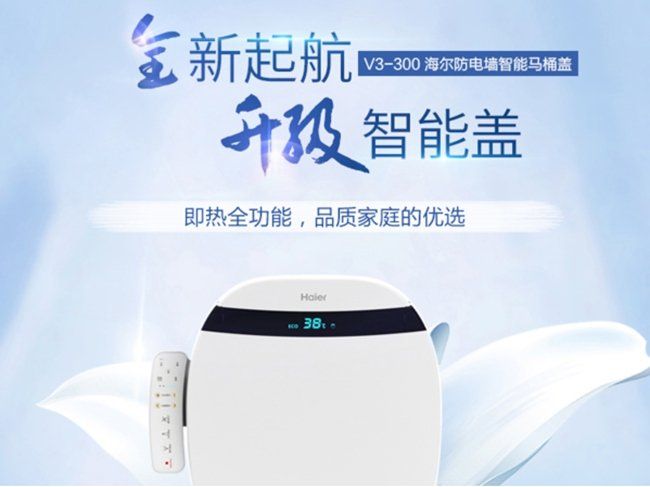 全新起航
V3-300 海尔防电墙智能马桶盖
升级智能盖
即热全功能，品质家庭的优选
Haier
ECO 38℃